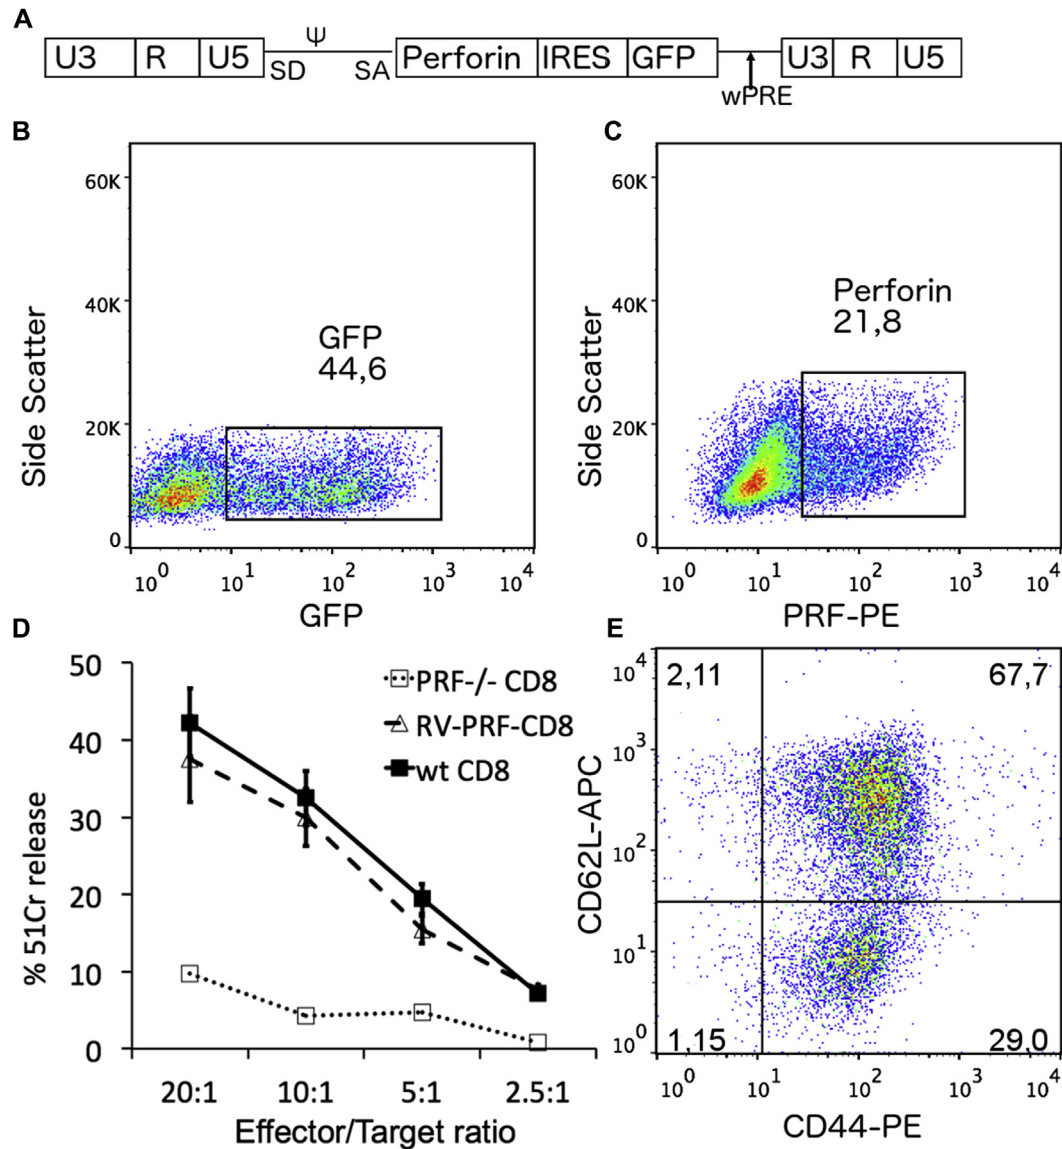 A
Ψ
U3 R U5 Perforin IRES GFP U3 R U5
SD SA
wPRE
B
60K
40K
20K
0
Side Scatter
GFP
44,6
10^0 10^1 10^2 10^3 10^4
GFP
C
60K
40K
20K
0
Side Scatter
Perforin
21,8
10^0 10^1 10^2 10^3 10^4
PRF-PE
D
50
40
30
20
10
0
% 51Cr release
PRF-/- CD8
RV-PRF-CD8
wt CD8
20:1 10:1 5:1 2.5:1
Effector/Target ratio
E
10^4
10^3
10^2
10^1
10^0
CD62L-APC
2,11 67,7
1,15 29,0
10^0 10^1 10^2 10^3 10^4
CD44-PE